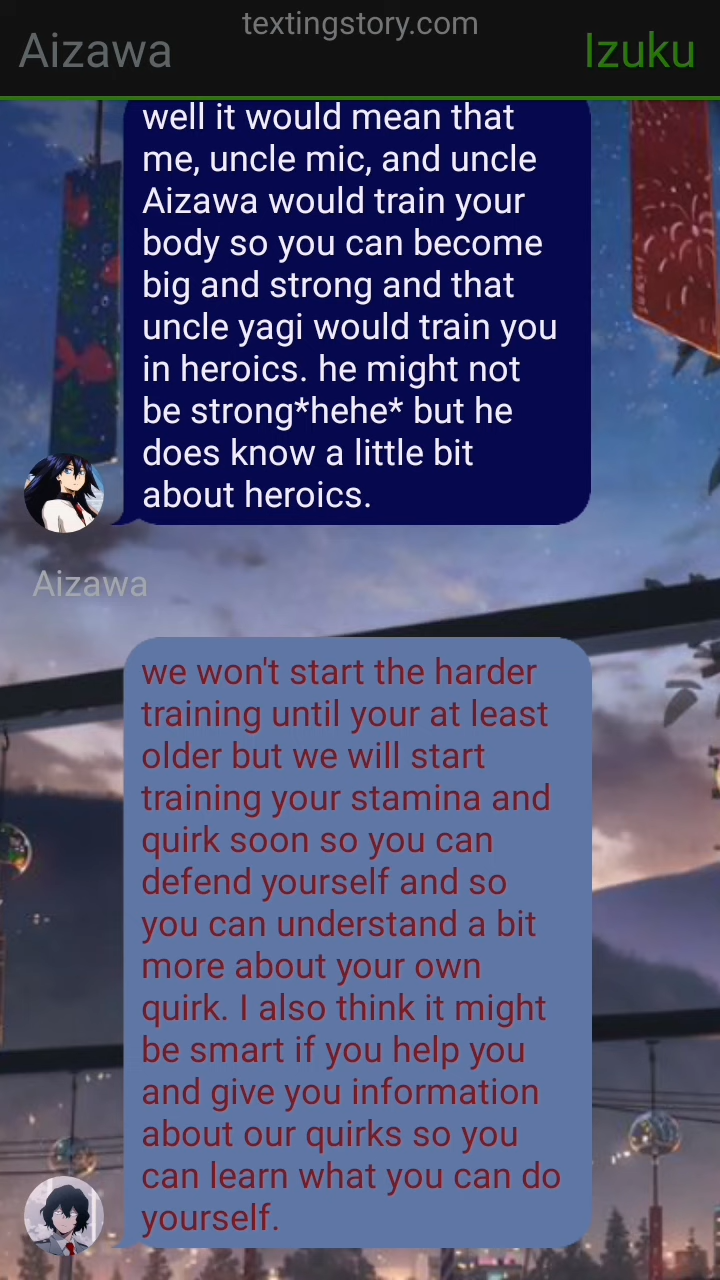 textingstory.com
Aizawa
Izuku
well it would mean that
me, uncle mic, and uncle
Aizawa would train your
body so you can become
big and strong and that
uncle yagi would train you
in heroics. he might not
be strong*hehe* but he
does know a little bit
about heroics.
Aizawa
we won't start the harder
training until your at least
older but we will start
training your stamina and
quirk soon so you can
defend yourself and so
you can understand a bit
more about your own
quirk. I also think it might
be smart if you help you
and give you information
about our quirks so you
can learn what you can do
yourself.